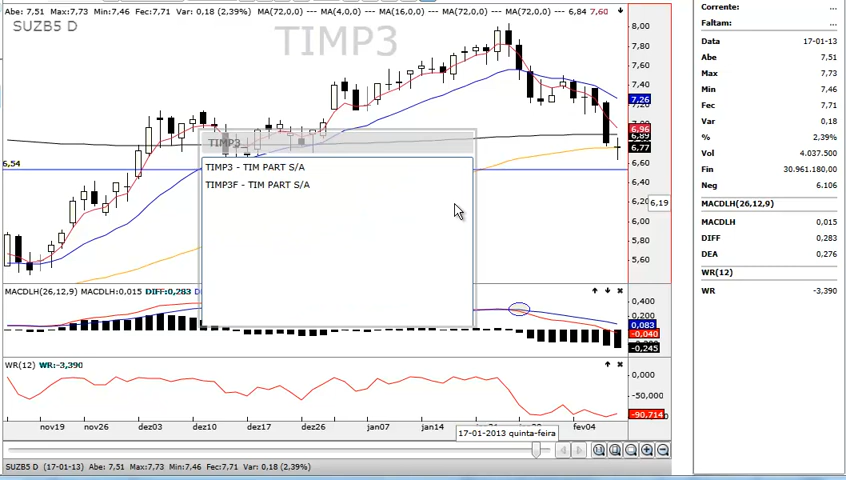 Abe: 7,51 Max:7,73 Min:7,46 Fec:7,71 Var: 0,18 (2,39%) MA(72,0,0) — MA(4,0,0) — MA(16,0,0) — MA(72,0,0) — MA(72,0,0) — 6,84 7,60
SUZB5 D
TIMP3
8,00
7,80
7,60
7,40
7,26
6,96
6,89
6,77
6,60
6,54
6,40
6,20
6,19
6,00
5,80
5,60
TIMP3
TIMP3 - TIM PART S/A
TIMP3F - TIM PART S/A
MACDLH(26,12,9) MACDLH:0,015 DIFF:0,283
0,400
0,200
0,083
-0,040
-0,245
WR(12) WR:-3,390
0,000
-50,000
-90,714
nov19 nov26 dez03 dez10 dez17 dez26 jan07 jan14 fev04
17-01-2013 quinta-feira
SUZB5 D (17-01-13) Abe: 7,51 Max:7,73 Min:7,46 Fec:7,71 Var: 0,18 (2,39%)
Corrente: ...
Faltam: ...
Data 17-01-13
Abe 7,51
Max 7,73
Min 7,46
Fec 7,71
Var 0,18
% 2,39%
Vol 4.037.500
Fin 30.961.180,00
Neg 6.106
MACDLH(26,12,9)
MACDLH 0,015
DIFF 0,283
DEA 0,276
WR(12)
WR -3,390